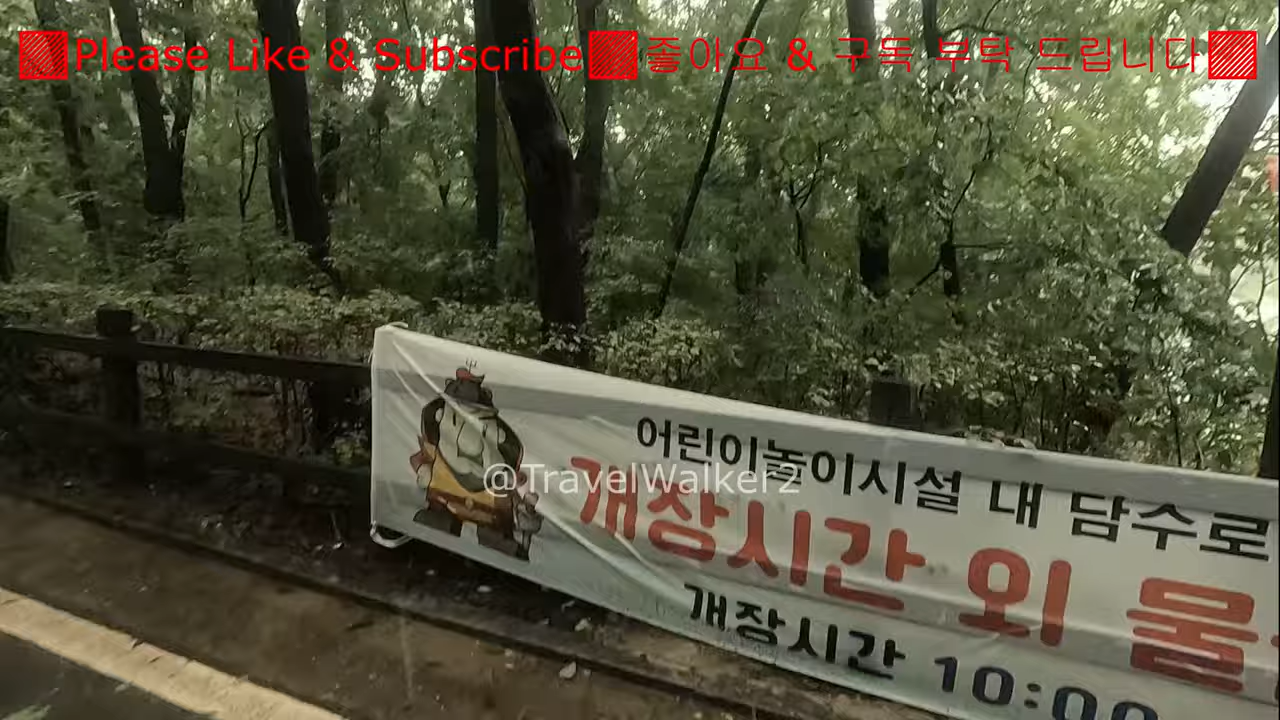 Please Like & Subscribe 좋아요 & 구독 부탁 드립니다
어린이놀이시설 내 담수로
@TravelWalker2
개장시간 외 물
개장시간 10:00